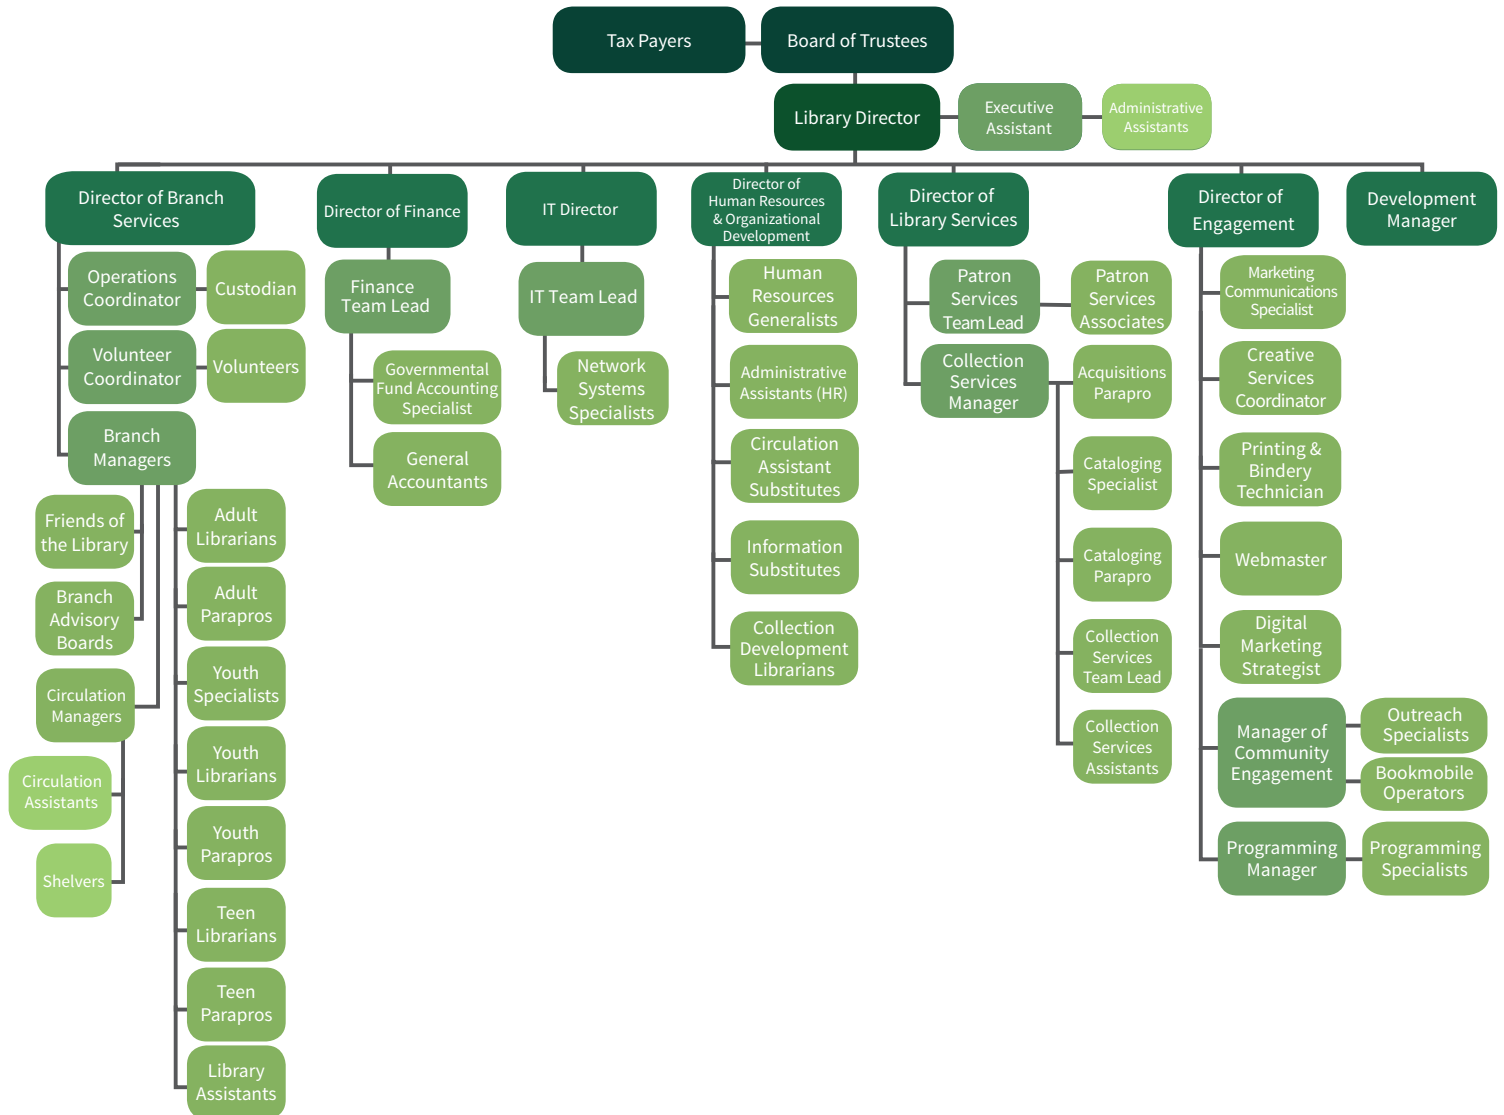 Tax Payers
Board of Trustees
Library Director
Executive
Assistant
Administrative
Assistants
Director of Branch
Services
Director of Finance
IT Director
Director of
Human Resources
& Organizational
Development
Director of
Library Services
Director of
Engagement
Development
Manager
Operations
Coordinator
Custodian
Volunteer
Coordinator
Volunteers
Branch
Managers
Friends of
the Library
Branch
Advisory
Boards
Circulation
Managers
Circulation
Assistants
Shelvers
Adult
Librarians
Adult
Parapros
Youth
Specialists
Youth
Librarians
Youth
Parapros
Teen
Librarians
Teen
Parapros
Library
Assistants
Finance
Team Lead
Governmental
Fund Accounting
Specialist
General
Accountants
IT Team Lead
Network
Systems
Specialists
Human
Resources
Generalists
Administrative
Assistants (HR)
Circulation
Assistant
Substitutes
Information
Substitutes
Collection
Development
Librarians
Patron
Services
Team Lead
Patron
Services
Associates
Collection
Services
Manager
Acquisitions
Parapro
Cataloging
Specialist
Cataloging
Parapro
Collection
Services
Team Lead
Collection
Services
Assistants
Marketing
Communications
Specialist
Creative
Services
Coordinator
Printing &
Bindery
Technician
Webmaster
Digital
Marketing
Strategist
Manager of
Community
Engagement
Outreach
Specialists
Bookmobile
Operators
Programming
Manager
Programming
Specialists